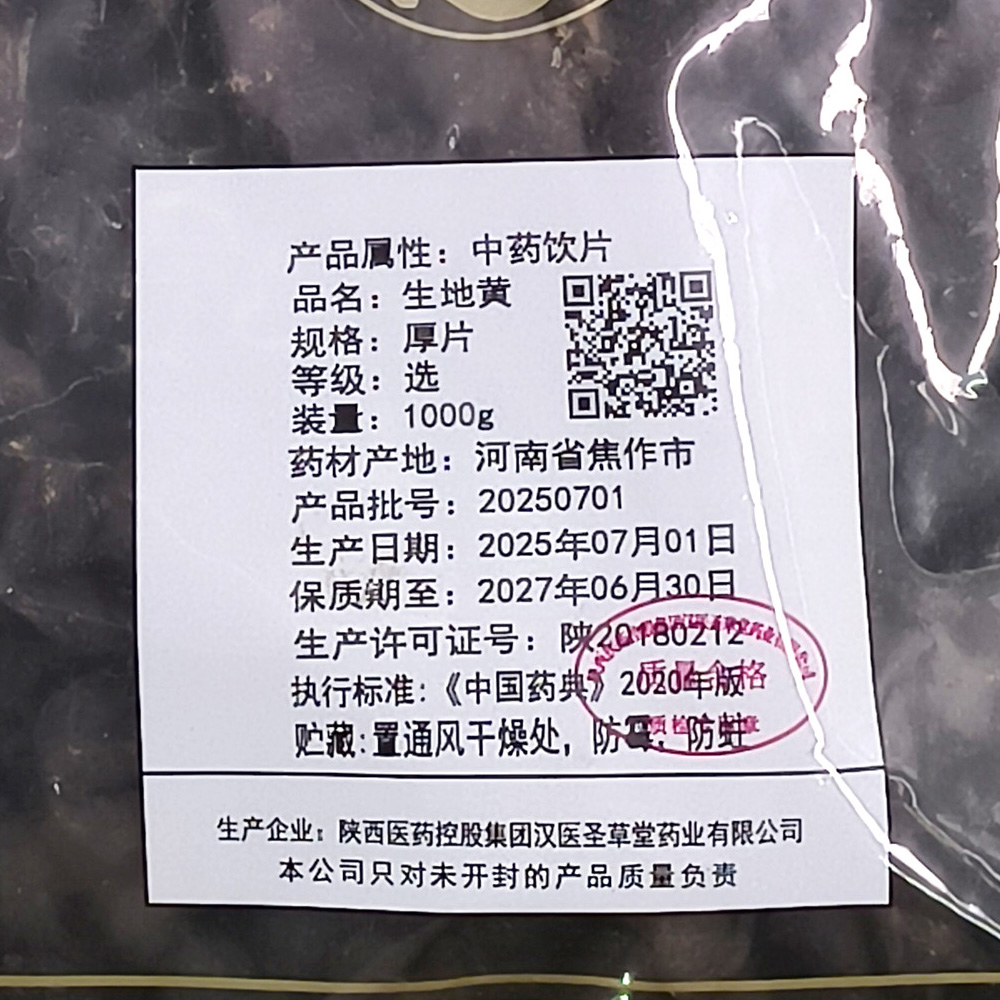 产品属性：中药饮片
品名：生地黄
规格：厚片
等级：选
装量：1000g
药材产地：河南省焦作市
产品批号：20250701
生产日期：2025年07月01日
保质期至：2027年06月30日
生产许可证号：陕20180212
执行标准:《中国药典》2020年版
贮藏:置通风干燥处，防霉，防蛀
质量合格
生产企业：陕西医药控股集团汉医圣草堂药业有限公司
本公司只对未开封的产品质量负责